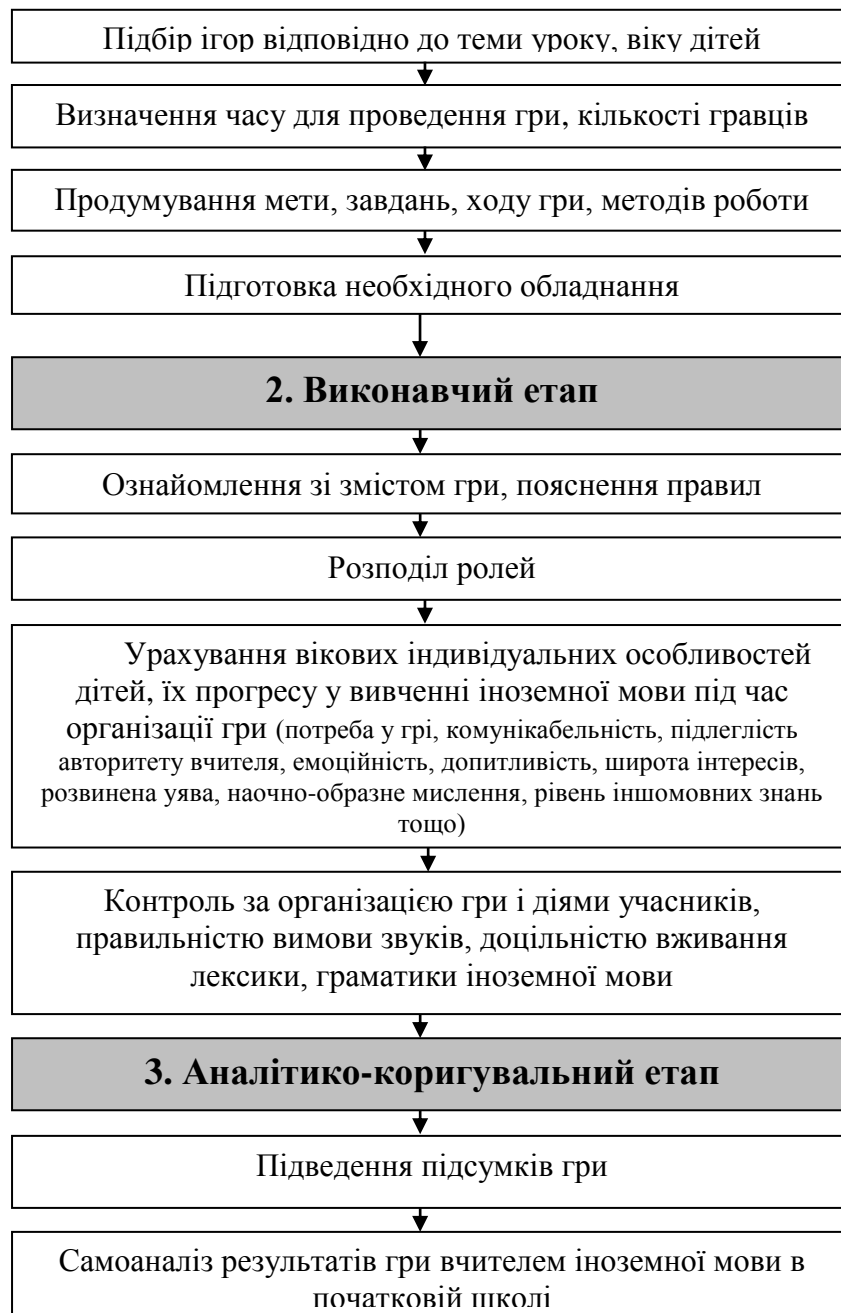 Підбір ігор відповідно до теми уроку, віку дітей
Визначення часу для проведення гри, кількості гравців
Продумування мети, завдань, ходу гри, методів роботи
Підготовка необхідного обладнання
2. Виконавчий етап
Ознайомлення зі змістом гри, пояснення правил
Розподіл ролей
Урахування вікових індивідуальних особливостей
дітей, їх прогресу у вивченні іноземної мови під час
організації гри (потреба у грі, комунікабельність, підлеглість
авторитету вчителя, емоційність, допитливість, широта інтересів,
розвинена уява, наочно-образне мислення, рівень іншомовних знань
тощо)
Контроль за організацією гри і діями учасників,
правильністю вимови звуків, доцільністю вживання
лексики, граматики іноземної мови
3. Аналітико-коригувальний етап
Підведення підсумків гри
Самоаналіз результатів гри вчителем іноземної мови в
початковій школі